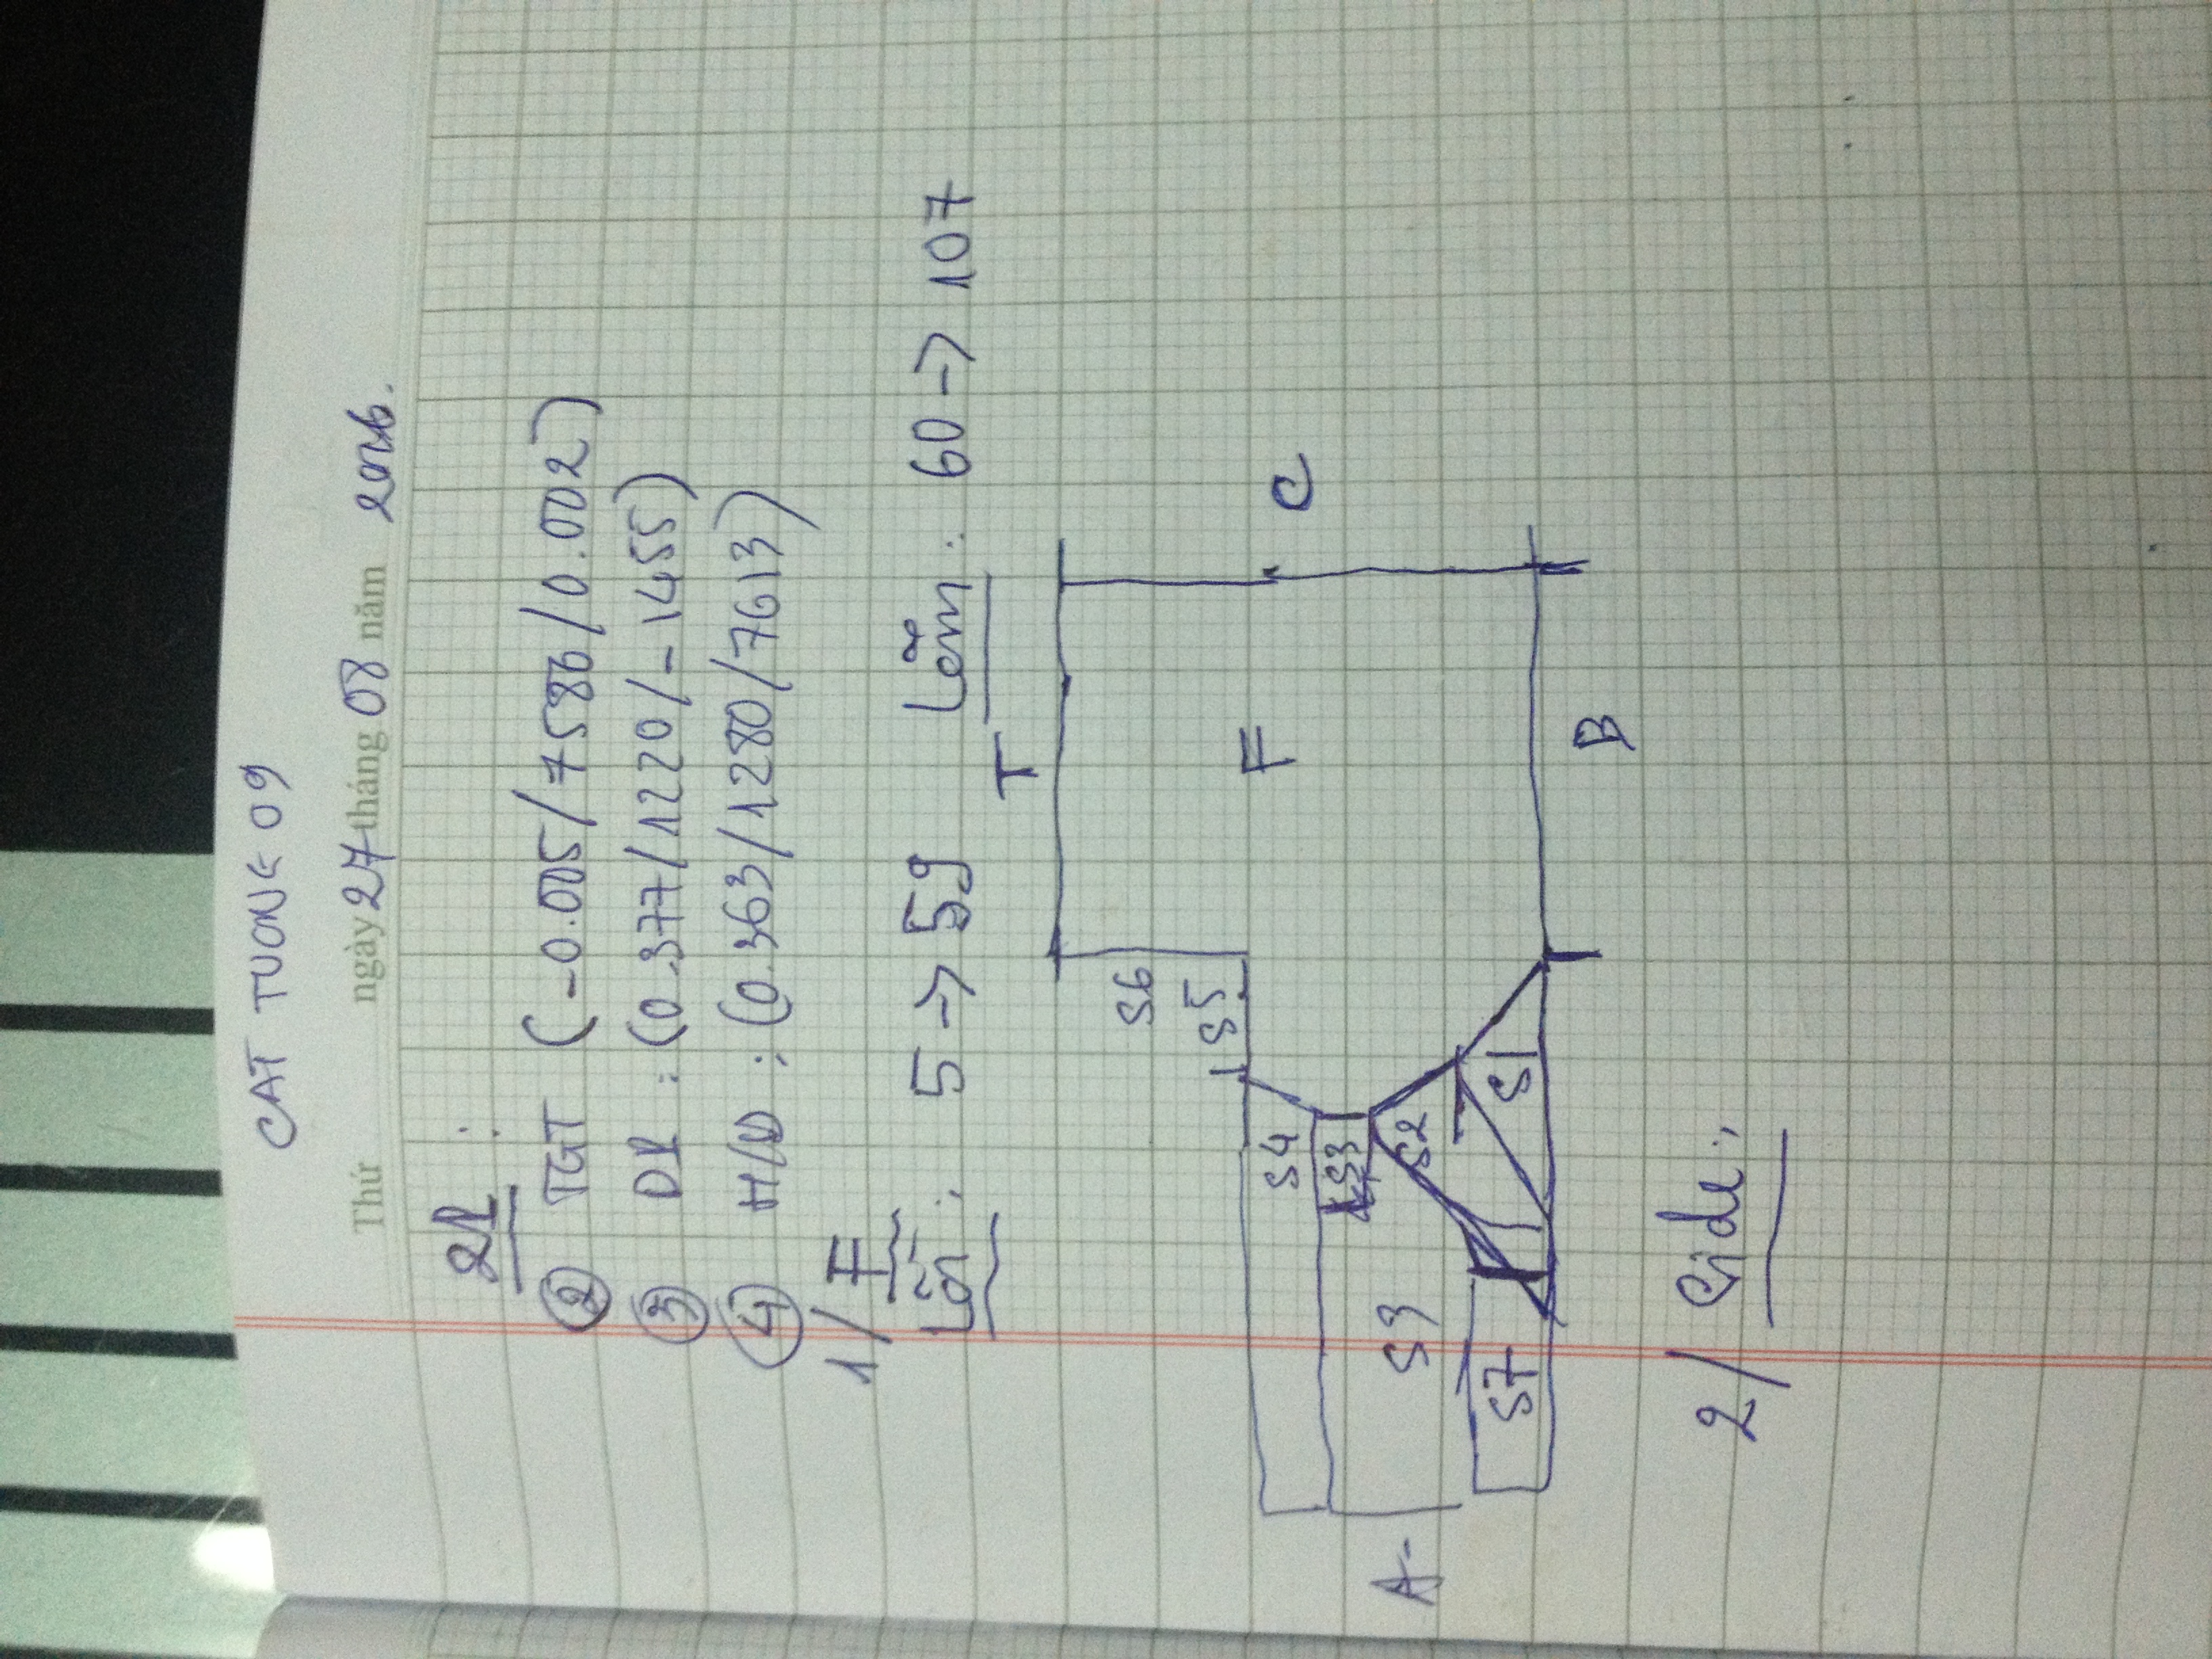 CAT TUONG 09
Thứ ngày 27 tháng 08 năm 2016.
21 :
② TGT (-0.005/7586/0.002)
③ D1 : (0.377/1220/-1455)
④ H/D : (0.363/1280/7613)
1/ F
Lồi : 5 -> 59 Lõm : 60 -> 107
T
S6
S5
S4
F
C
S3
A-
S2
S7
S1
B
2/ Side :